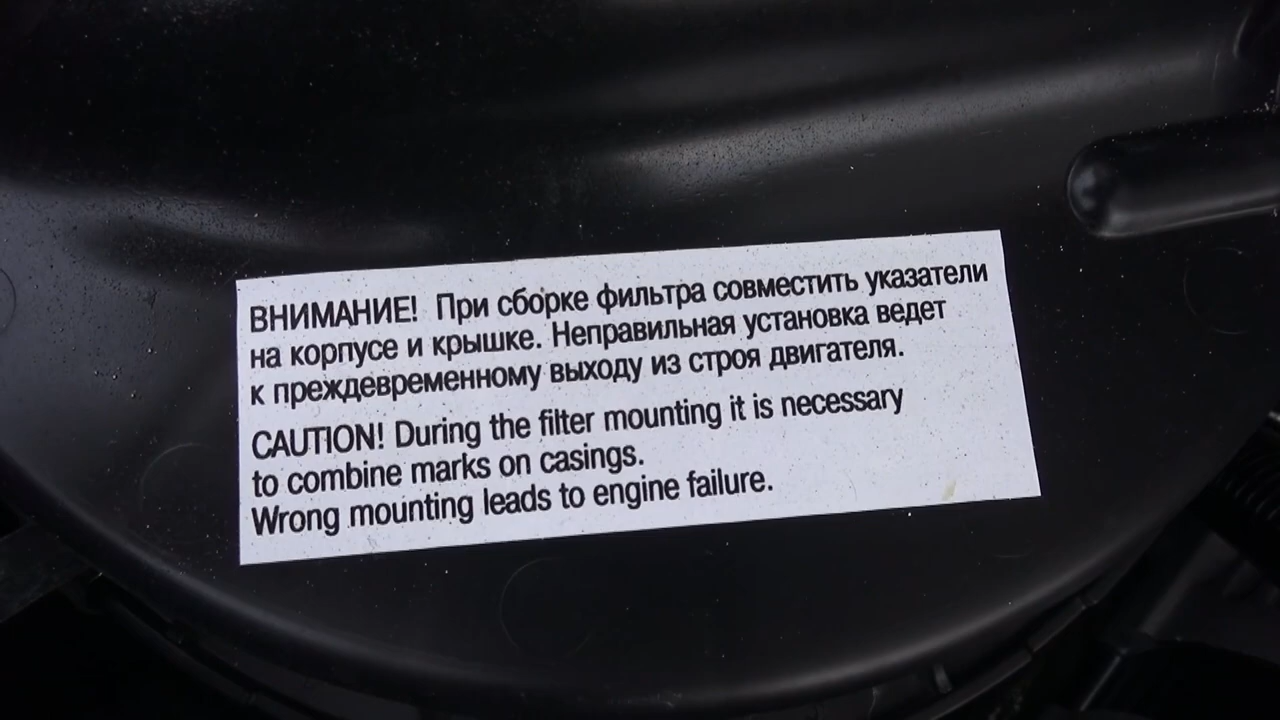 ВНИМАНИЕ! При сборке фильтра совместить указатели
на корпусе и крышке. Неправильная установка ведет
к преждевременному выходу из строя двигателя.
CAUTION! During the filter mounting it is necessary
to combine marks on casings.
Wrong mounting leads to engine failure.